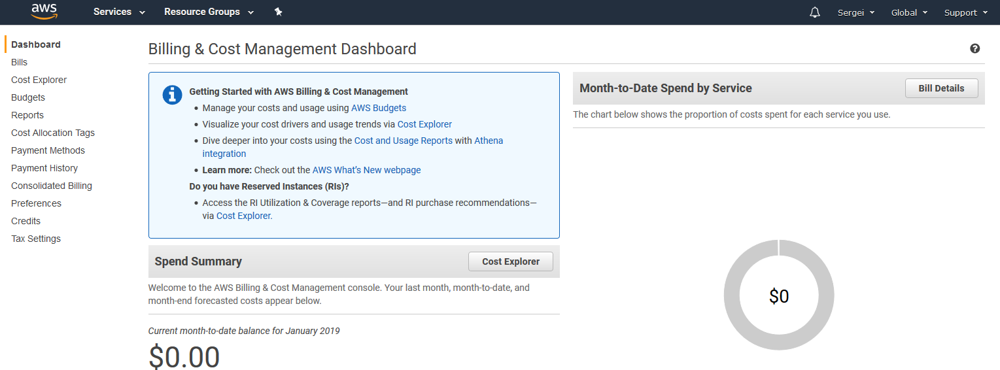 aws Services Resource Groups Sergei Global Support
Dashboard
Bills
Cost Explorer
Budgets
Reports
Cost Allocation Tags
Payment Methods
Payment History
Consolidated Billing
Preferences
Credits
Tax Settings
Billing & Cost Management Dashboard
Getting Started with AWS Billing & Cost Management
• Manage your costs and usage using AWS Budgets
• Visualize your cost drivers and usage trends via Cost Explorer
• Dive deeper into your costs using the Cost and Usage Reports with Athena
integration
• Learn more: Check out the AWS What's New webpage
Do you have Reserved Instances (RIs)?
• Access the RI Utilization & Coverage reports—and RI purchase recommendations—
via Cost Explorer.
Spend Summary Cost Explorer
Welcome to the AWS Billing & Cost Management console. Your last month, month-to-date, and
month-end forecasted costs appear below.
Current month-to-date balance for January 2019
$0.00
Month-to-Date Spend by Service Bill Details
The chart below shows the proportion of costs spent for each service you use.
$0